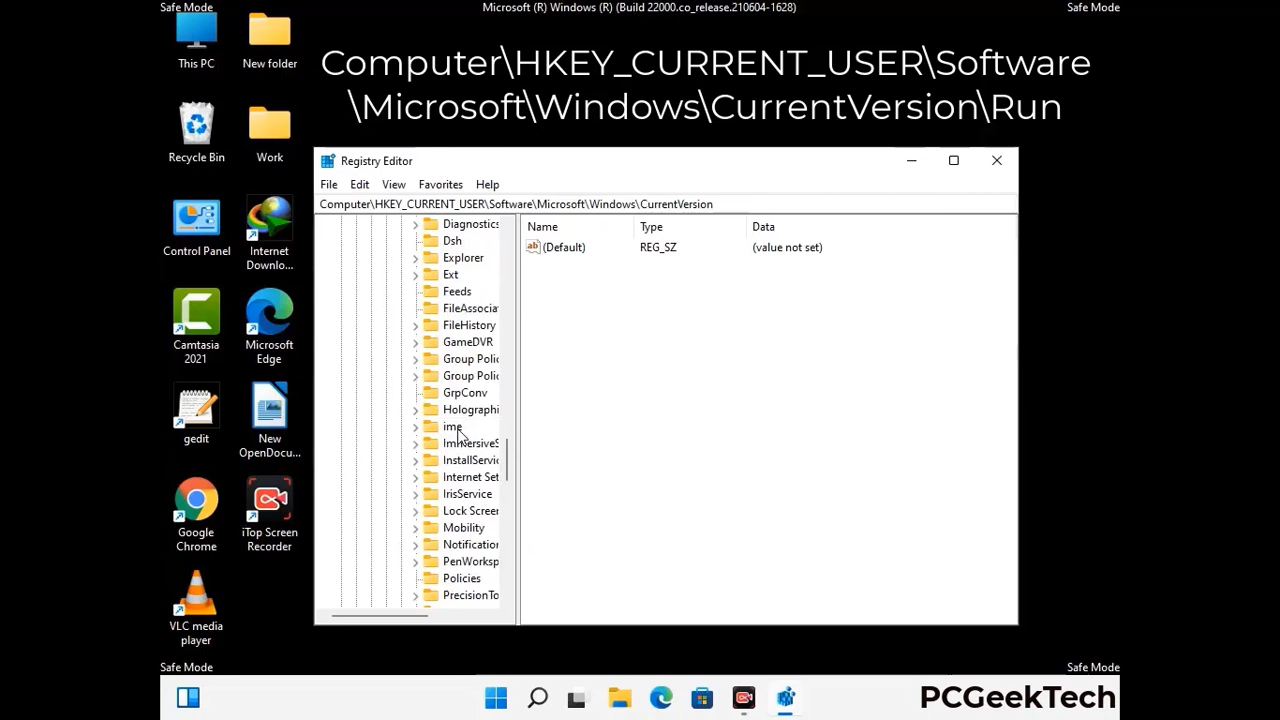 Safe Mode
Microsoft (R) Windows (R) (Build 22000.co_release.210604-1628)
Safe Mode
Computer\HKEY_CURRENT_USER\Software
\Microsoft\Windows\CurrentVersion\Run
This PC
New folder
Recycle Bin
Work
Control Panel
Internet
Downlo...
Camtasia
2021
Microsoft
Edge
gedit
New
OpenDocu...
Google
Chrome
iTop Screen
Recorder
VLC media
player
Registry Editor
File Edit View Favorites Help
Computer\HKEY_CURRENT_USER\Software\Microsoft\Windows\CurrentVersion
Diagnostics
Dsh
Explorer
Ext
Feeds
FileAssocia
FileHistory
GameDVR
Group Polic
Group Polic
GrpConv
Holographi
ime
ImmersiveS
InstallServic
Internet Set
IrisService
Lock Screen
Mobility
Notification
PenWorksp
Policies
PrecisionTo
Name Type Data
ab (Default) REG_SZ (value not set)
Safe Mode
Safe Mode
PCGeekTech